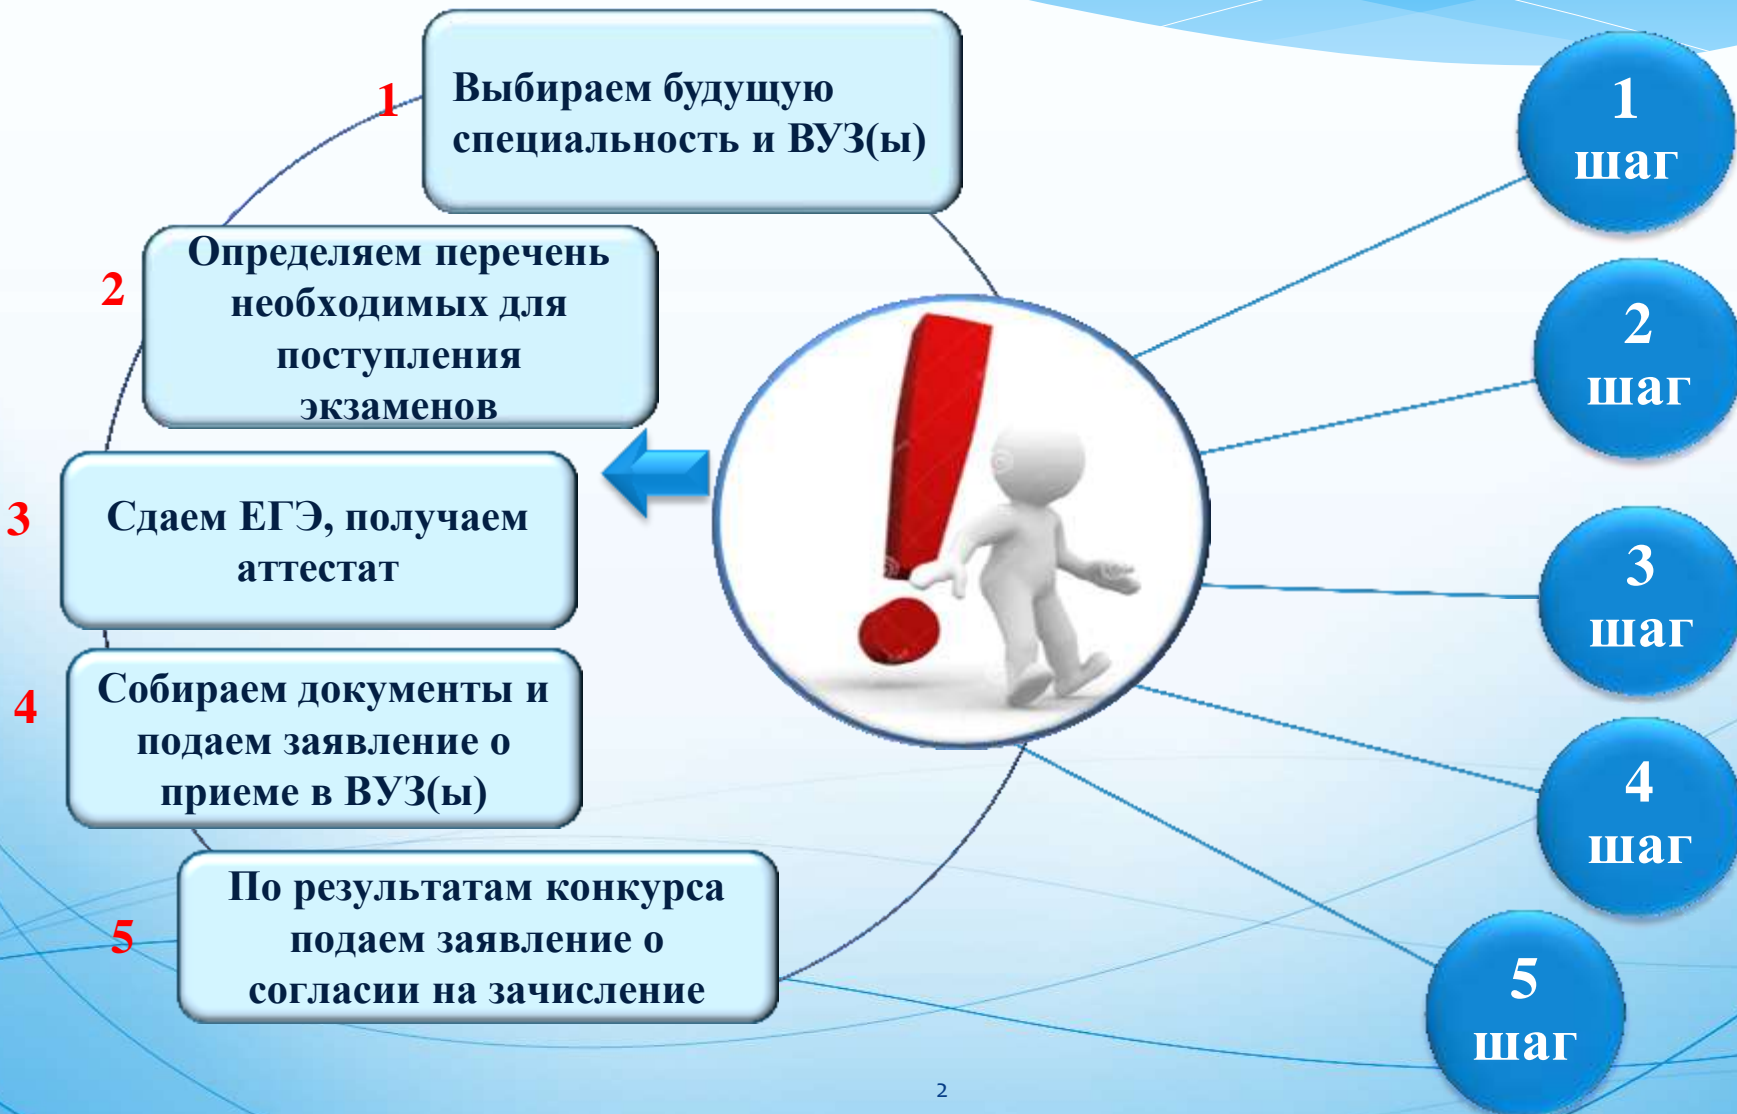 1
Выбираем будущую
специальность и ВУЗ(ы)
2
Определяем перечень
необходимых для
поступления
экзаменов
3
Сдаем ЕГЭ, получаем
аттестат
4
Собираем документы и
подаем заявление о
приеме в ВУЗ(ы)
5
По результатам конкурса
подаем заявление о
согласии на зачисление
1
шаг
2
шаг
3
шаг
4
шаг
5
шаг
2